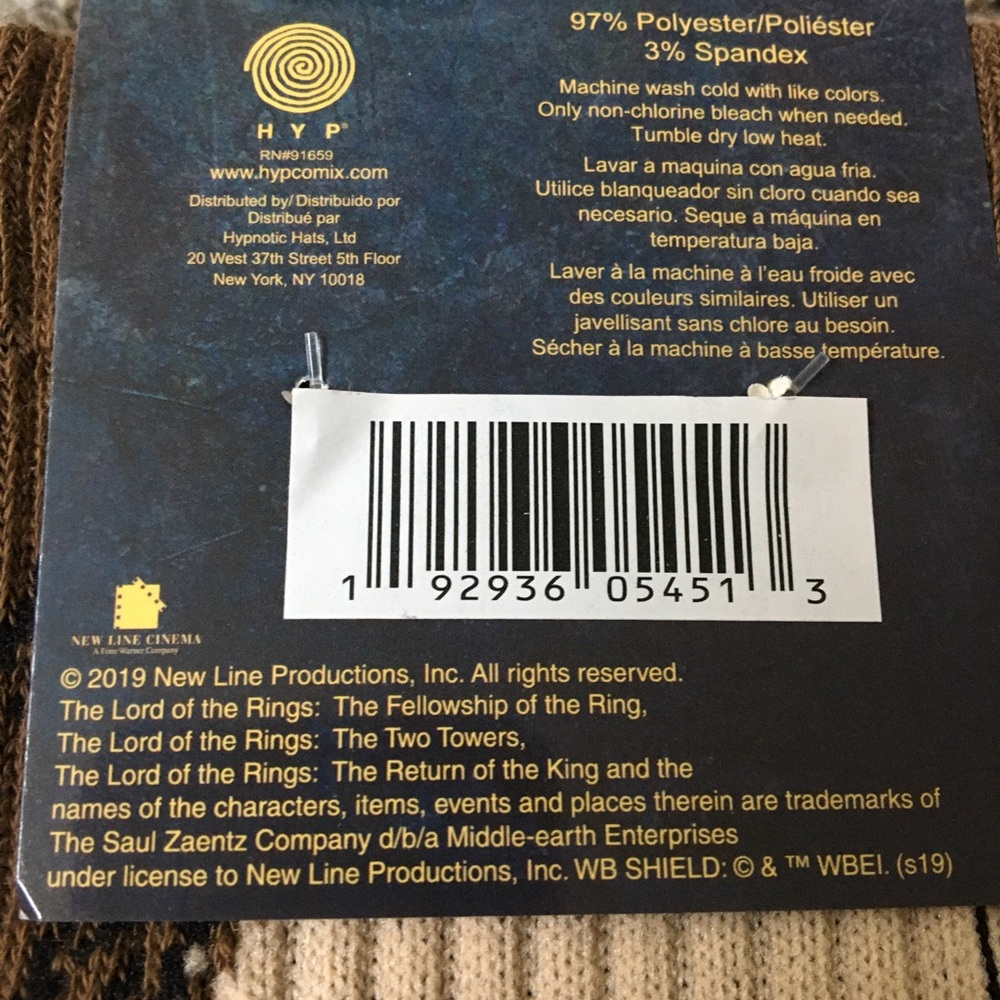 HYP®
RN#91659
www.hypcomix.com
Distributed by/ Distribuido por
Distribué par
Hypnotic Hats, Ltd
20 West 37th Street 5th Floor
New York, NY 10018
97% Polyester/Poliéster
3% Spandex
Machine wash cold with like colors.
Only non-chlorine bleach when needed.
Tumble dry low heat.
Lavar a maquina con agua fria.
Utilice blanqueador sin cloro cuando sea
necesario. Seque a máquina en
temperatura baja.
Laver à la machine à l'eau froide avec
des couleurs similaires. Utiliser un
javellisant sans chlore au besoin.
Sécher à la machine à basse température.
1 92936 05451 3
NEW LINE CINEMA
A Time Warner Company
© 2019 New Line Productions, Inc. All rights reserved.
The Lord of the Rings: The Fellowship of the Ring,
The Lord of the Rings: The Two Towers,
The Lord of the Rings: The Return of the King and the
names of the characters, items, events and places therein are trademarks of
The Saul Zaentz Company d/b/a Middle-earth Enterprises
under license to New Line Productions, Inc. WB SHIELD: © & ™ WBEI. (s19)